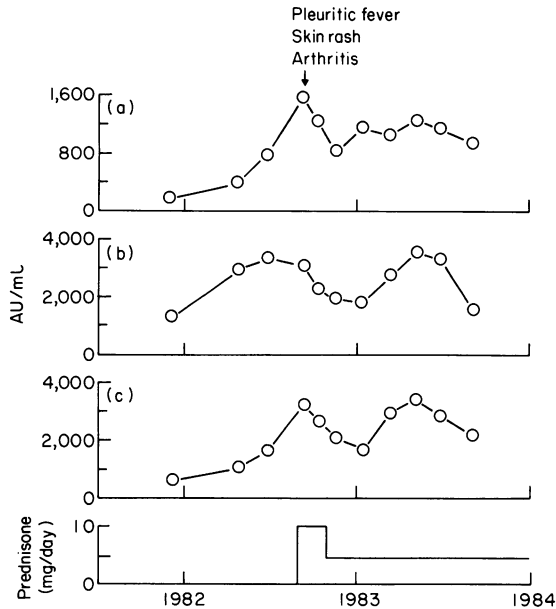 Pleuritic fever
Skin rash
Arthritis
1,600
(a)
800
0
4,000
(b)
2,000
0
AU/mL
4,000
(c)
2,000
0
10
0
Prednisone
(mg/day)
1982
1983
1984